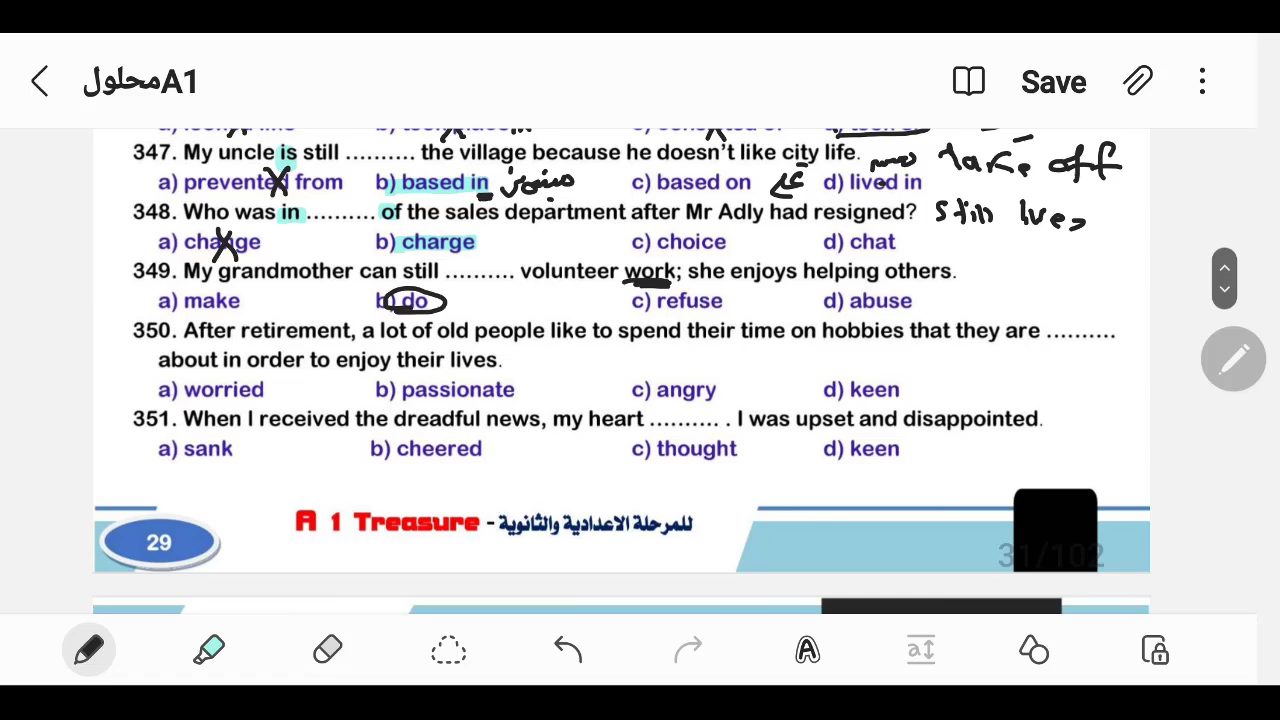 محلول A1
Save
347. My uncle is still .......... the village because he doesn't like city life.
take off
a) prevented from b) based in c) based on على d) lived in
348. Who was in .......... of the sales department after Mr Adly had resigned?
still lives
a) change b) charge c) choice d) chat
349. My grandmother can still .......... volunteer work; she enjoys helping others.
a) make b) do c) refuse d) abuse
350. After retirement, a lot of old people like to spend their time on hobbies that they are ..........
about in order to enjoy their lives.
a) worried b) passionate c) angry d) keen
351. When I received the dreadful news, my heart .......... . I was upset and disappointed.
a) sank b) cheered c) thought d) keen
A 1 Treasure - للمرحلة الاعدادية والثانوية
29
31/102